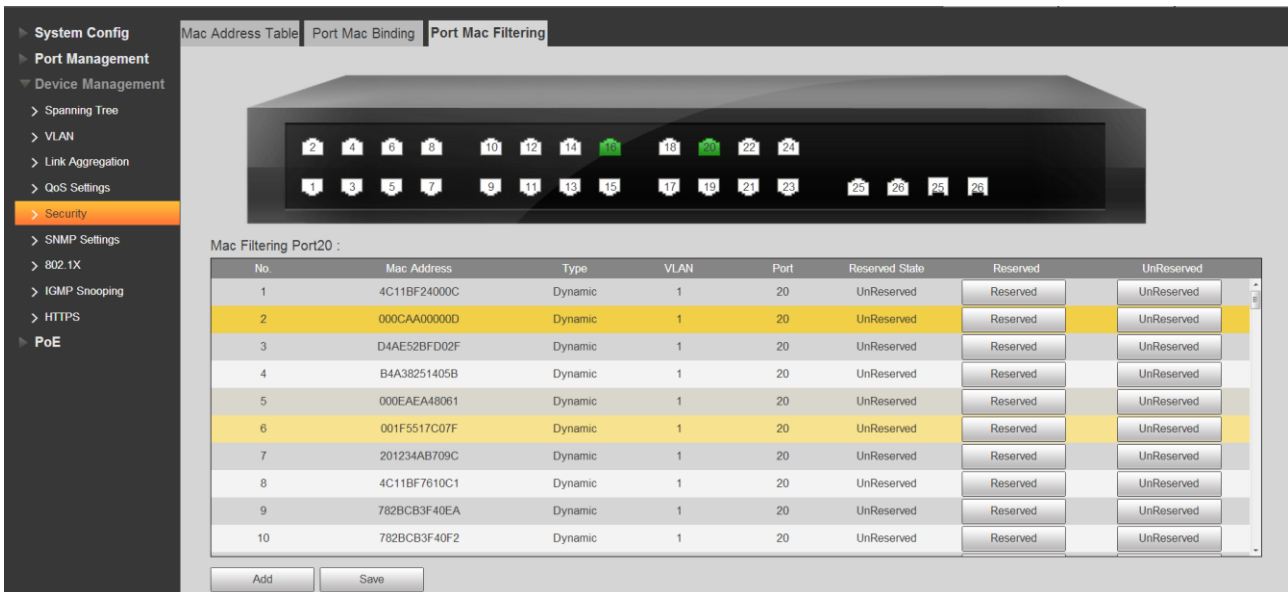 System Config
Port Management
Device Management
Spanning Tree
VLAN
Link Aggregation
QoS Settings
Security
SNMP Settings
802.1X
IGMP Snooping
HTTPS
PoE
Mac Address Table Port Mac Binding Port Mac Filtering
2 4 6 8 10 12 14 16 18 20 22 24
1 3 5 7 9 11 13 15 17 19 21 23 25 26 25 26
Mac Filtering Port20 :
No. Mac Address Type VLAN Port Reserved State Reserved UnReserved
1 4C11BF24000C Dynamic 1 20 UnReserved Reserved UnReserved
2 000CAA00000D Dynamic 1 20 UnReserved Reserved UnReserved
3 D4AE52BFD02F Dynamic 1 20 UnReserved Reserved UnReserved
4 B4A38251405B Dynamic 1 20 UnReserved Reserved UnReserved
5 000EAEA48061 Dynamic 1 20 UnReserved Reserved UnReserved
6 001F5517C07F Dynamic 1 20 UnReserved Reserved UnReserved
7 201234AB709C Dynamic 1 20 UnReserved Reserved UnReserved
8 4C11BF7610C1 Dynamic 1 20 UnReserved Reserved UnReserved
9 782BCB3F40EA Dynamic 1 20 UnReserved Reserved UnReserved
10 782BCB3F40F2 Dynamic 1 20 UnReserved Reserved UnReserved
Add Save